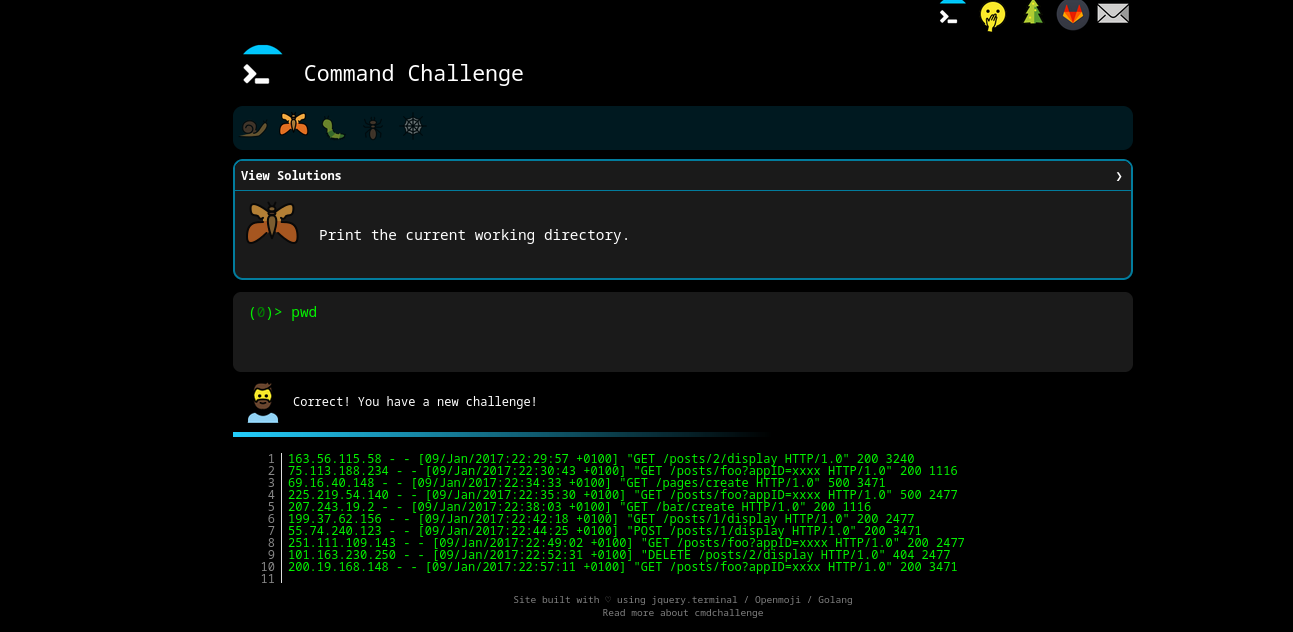 Command Challenge
View Solutions ❯
Print the current working directory.
(0)> pwd
Correct! You have a new challenge!
1 163.56.115.58 - - [09/Jan/2017:22:29:57 +0100] "GET /posts/2/display HTTP/1.0" 200 3240
2 75.113.188.234 - - [09/Jan/2017:22:30:43 +0100] "GET /posts/foo?appID=xxxx HTTP/1.0" 200 1116
3 69.16.40.148 - - [09/Jan/2017:22:34:33 +0100] "GET /pages/create HTTP/1.0" 500 3471
4 225.219.54.140 - - [09/Jan/2017:22:35:30 +0100] "GET /posts/foo?appID=xxxx HTTP/1.0" 500 2477
5 207.243.19.2 - - [09/Jan/2017:22:38:03 +0100] "GET /bar/create HTTP/1.0" 200 1116
6 199.37.62.156 - - [09/Jan/2017:22:42:18 +0100] "GET /posts/1/display HTTP/1.0" 200 2477
7 55.74.240.123 - - [09/Jan/2017:22:44:25 +0100] "POST /posts/1/display HTTP/1.0" 200 3471
8 251.111.109.143 - - [09/Jan/2017:22:49:02 +0100] "GET /posts/foo?appID=xxxx HTTP/1.0" 200 2477
9 101.163.230.250 - - [09/Jan/2017:22:52:31 +0100] "DELETE /posts/2/display HTTP/1.0" 404 2477
10 200.19.168.148 - - [09/Jan/2017:22:57:11 +0100] "GET /posts/foo?appID=xxxx HTTP/1.0" 200 3471
11
Site built with ♡ using jquery.terminal / Openmoji / Golang
Read more about cmdchallenge